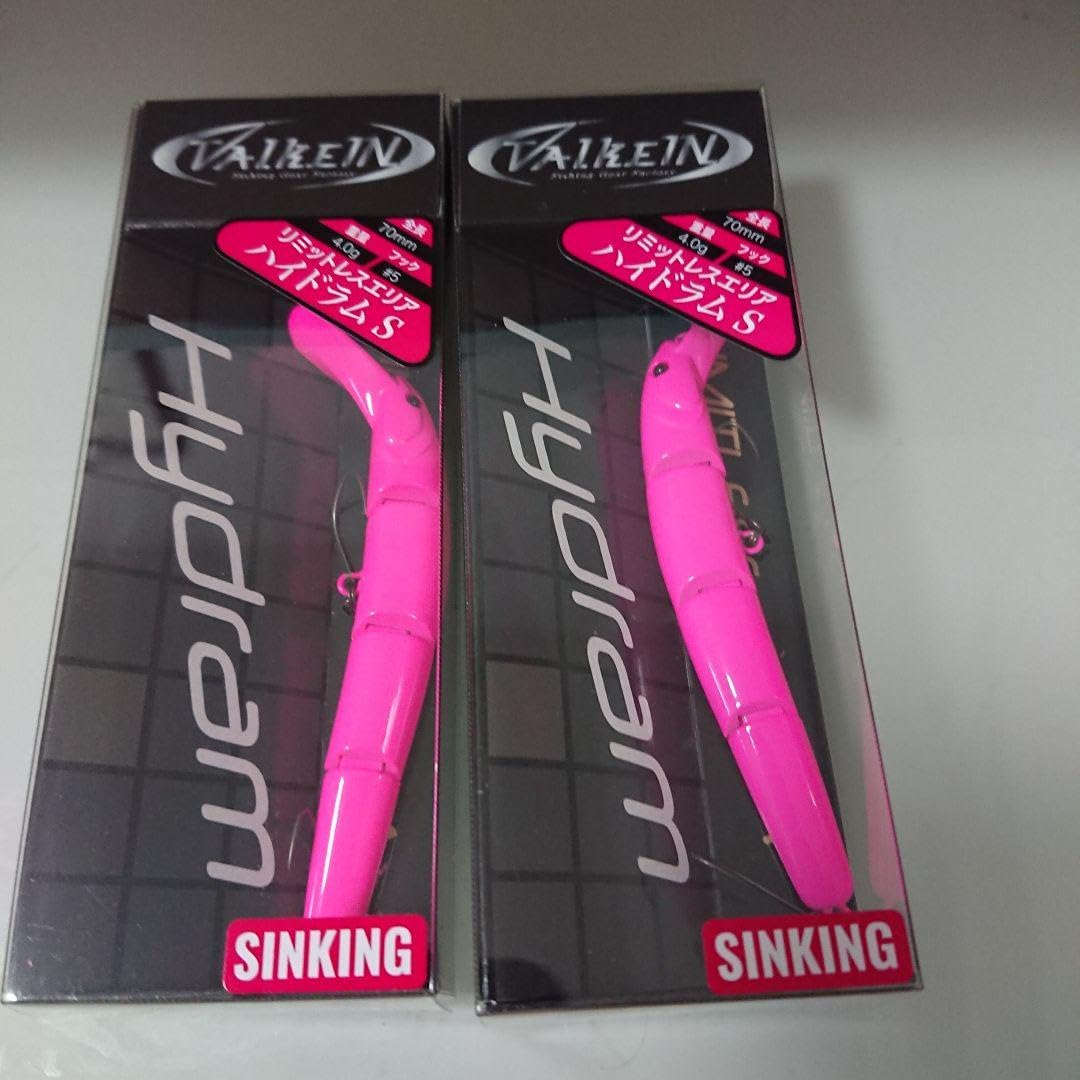 VALKEIN
Fishing Gear Factory
全長
70mm
重量
4.0g
フック
#5
リミットレスエリア
ハイドラム S
Hydram
SINKING
VALKEIN
Fishing Gear Factory
全長
70mm
重量
4.0g
フック
#5
リミットレスエリア
ハイドラム S
Hydram
SINKING